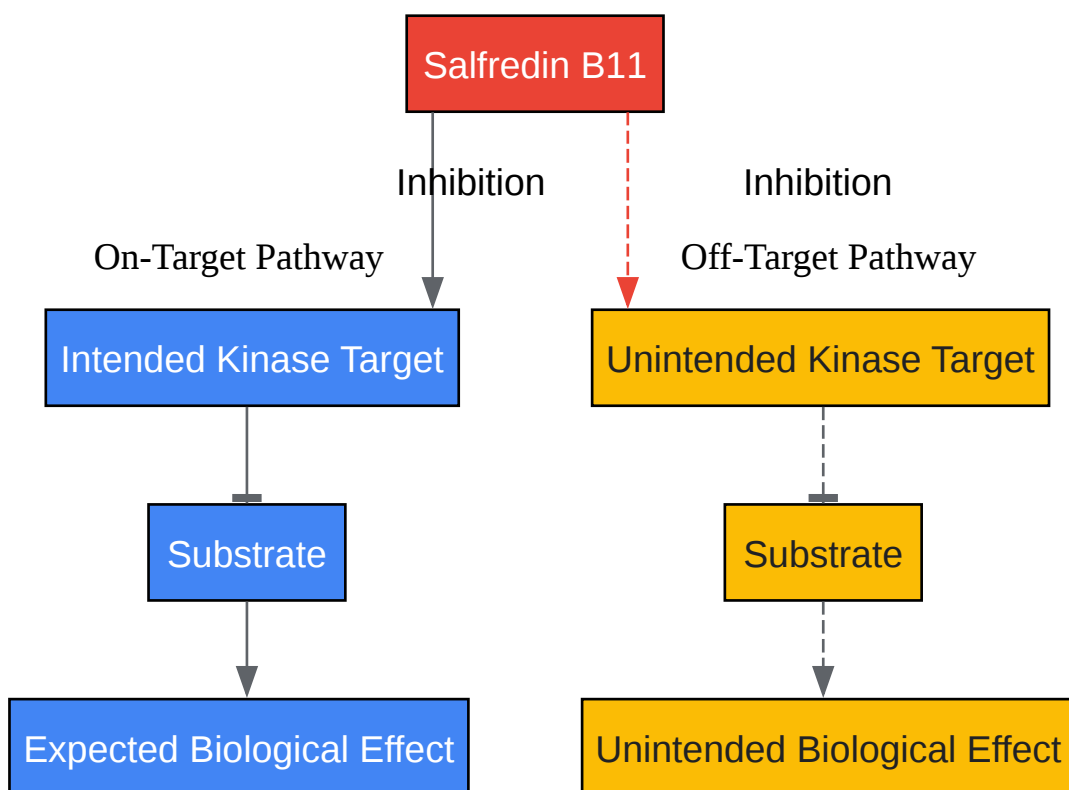 Salfredin B11
Inhibition
Inhibition
On-Target Pathway
Off-Target Pathway
Intended Kinase Target
Unintended Kinase Target
Substrate
Substrate
Expected Biological Effect
Unintended Biological Effect